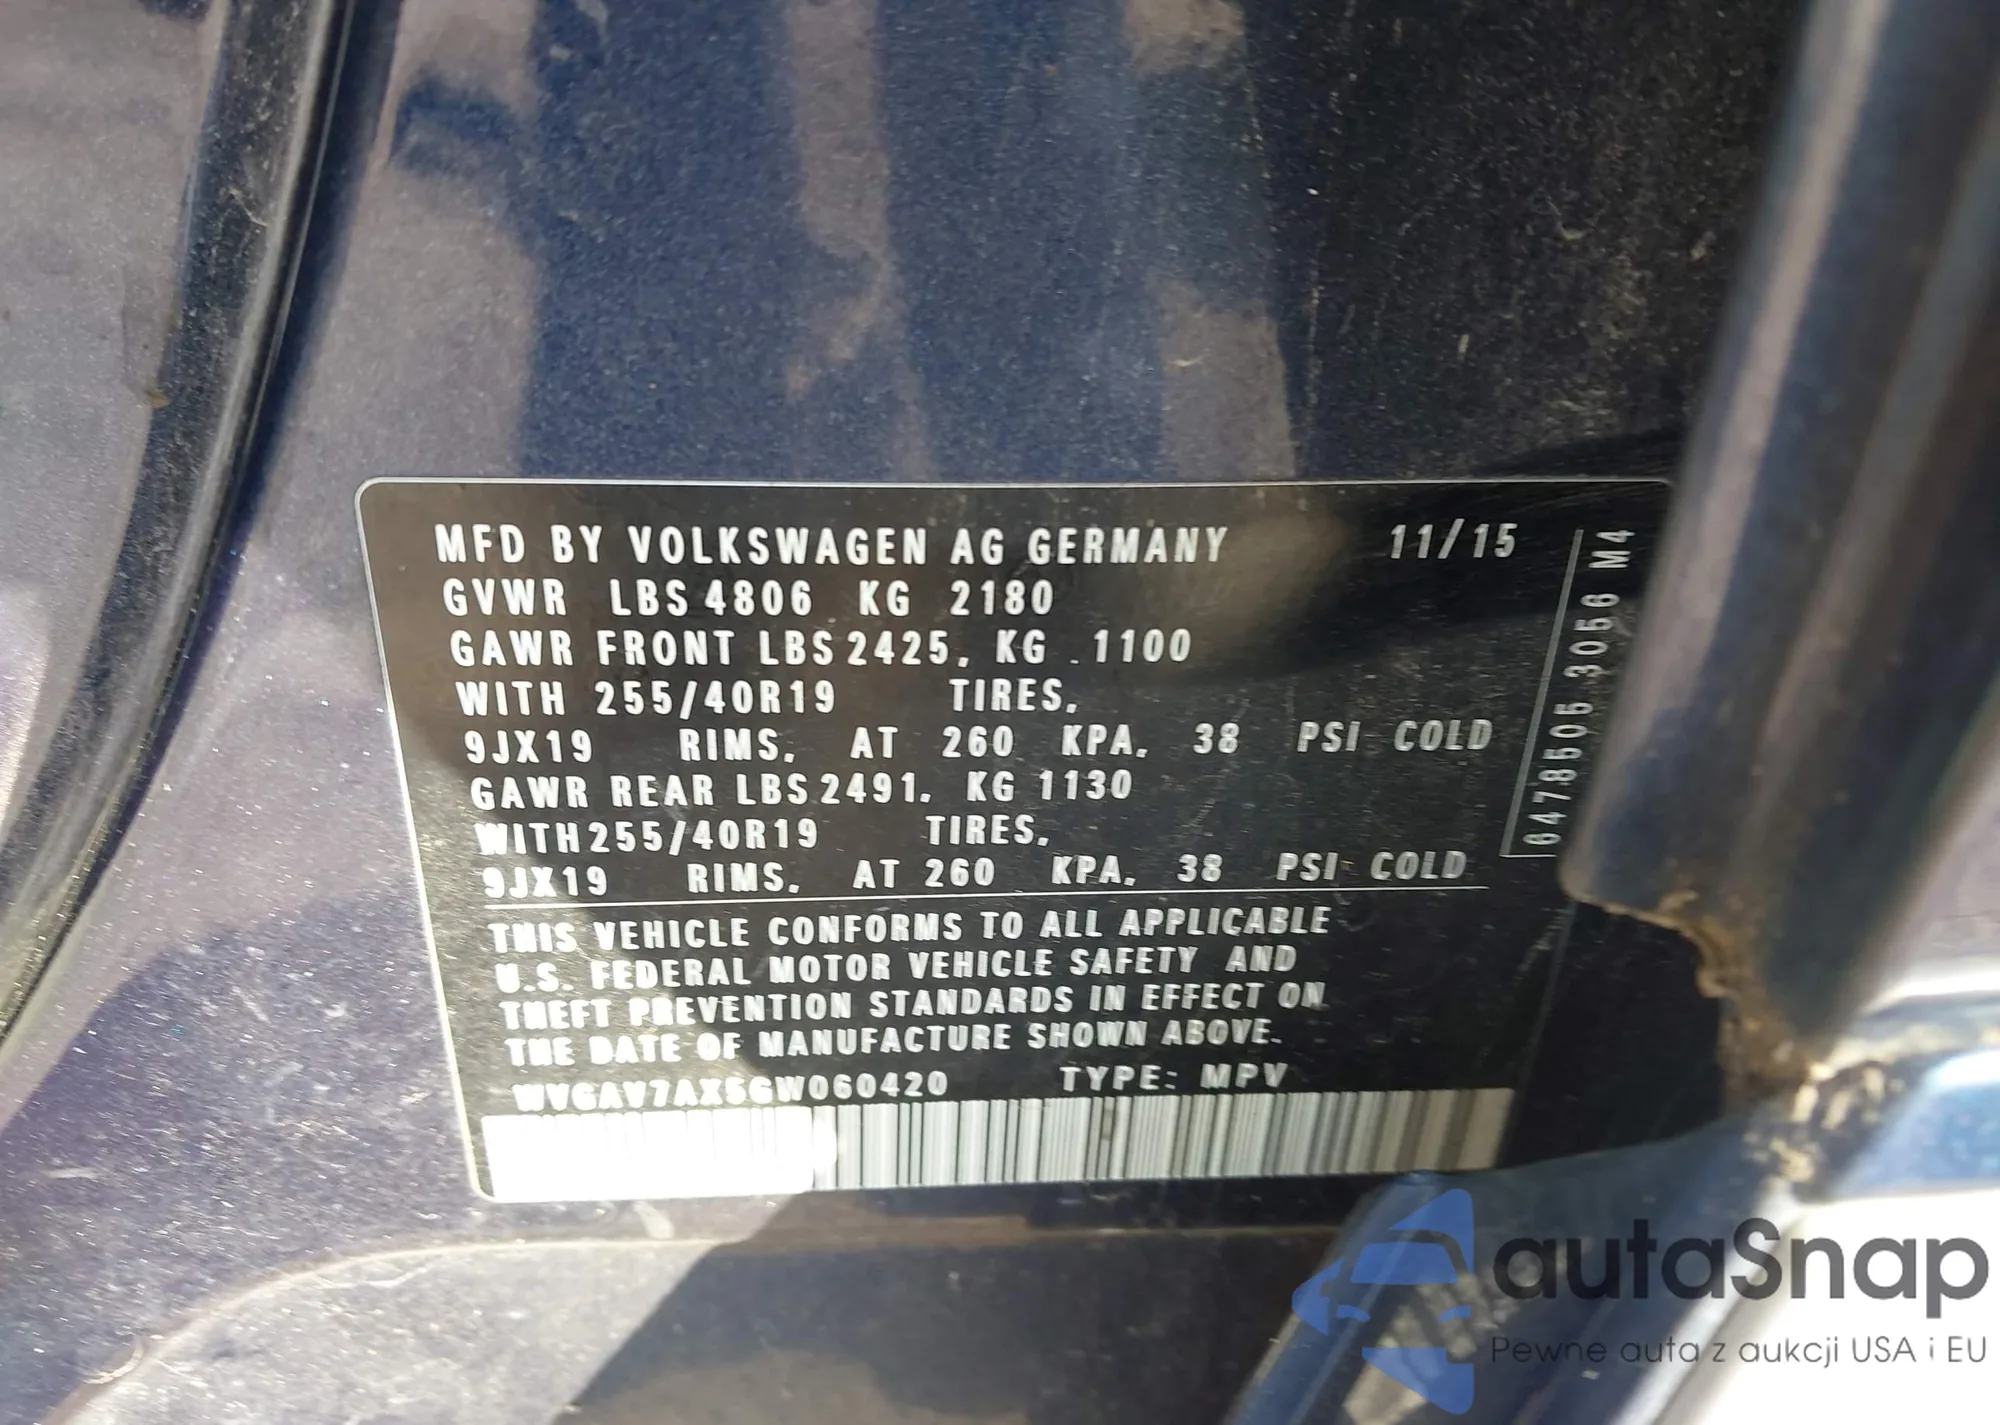 MFD BY VOLKSWAGEN AG GERMANY 11/15
GVWR LBS 4806 KG 2180
GAWR FRONT LBS 2425, KG . 1100
WITH 255/40R19 TIRES,
9JX19 RIMS, AT 260 KPA, 38 PSI COLD
GAWR REAR LBS 2491, KG 1130
WITH 255/40R19 TIRES,
9JX19 RIMS, AT 260 KPA, 38 PSI COLD
THIS VEHICLE CONFORMS TO ALL APPLICABLE
U.S. FEDERAL MOTOR VEHICLE SAFETY AND
THEFT PREVENTION STANDARDS IN EFFECT ON
THE DATE OF MANUFACTURE SHOWN ABOVE.
WVGAV7AX5GW060420 TYPE: MPV
6478505 3056 M4
autaSnap
Pewne auta z aukcji USA i EU